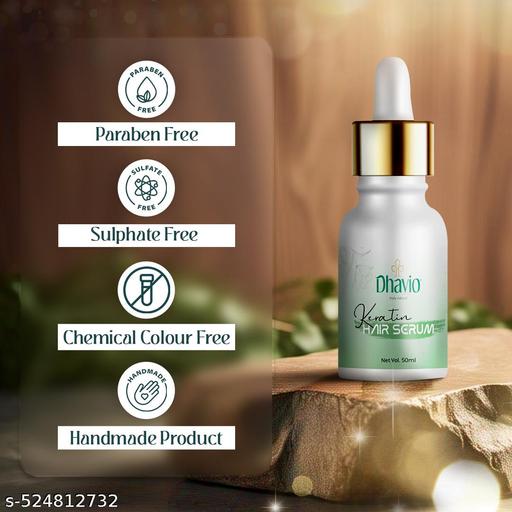 PARABEN
FREE
Paraben Free
SULFATE
FREE
Sulphate Free
Chemical Colour Free
HANDMADE
Handmade Product
Dhavio
Keratin
HAIR SERUM
Net Vol. 50ml
s-524812732